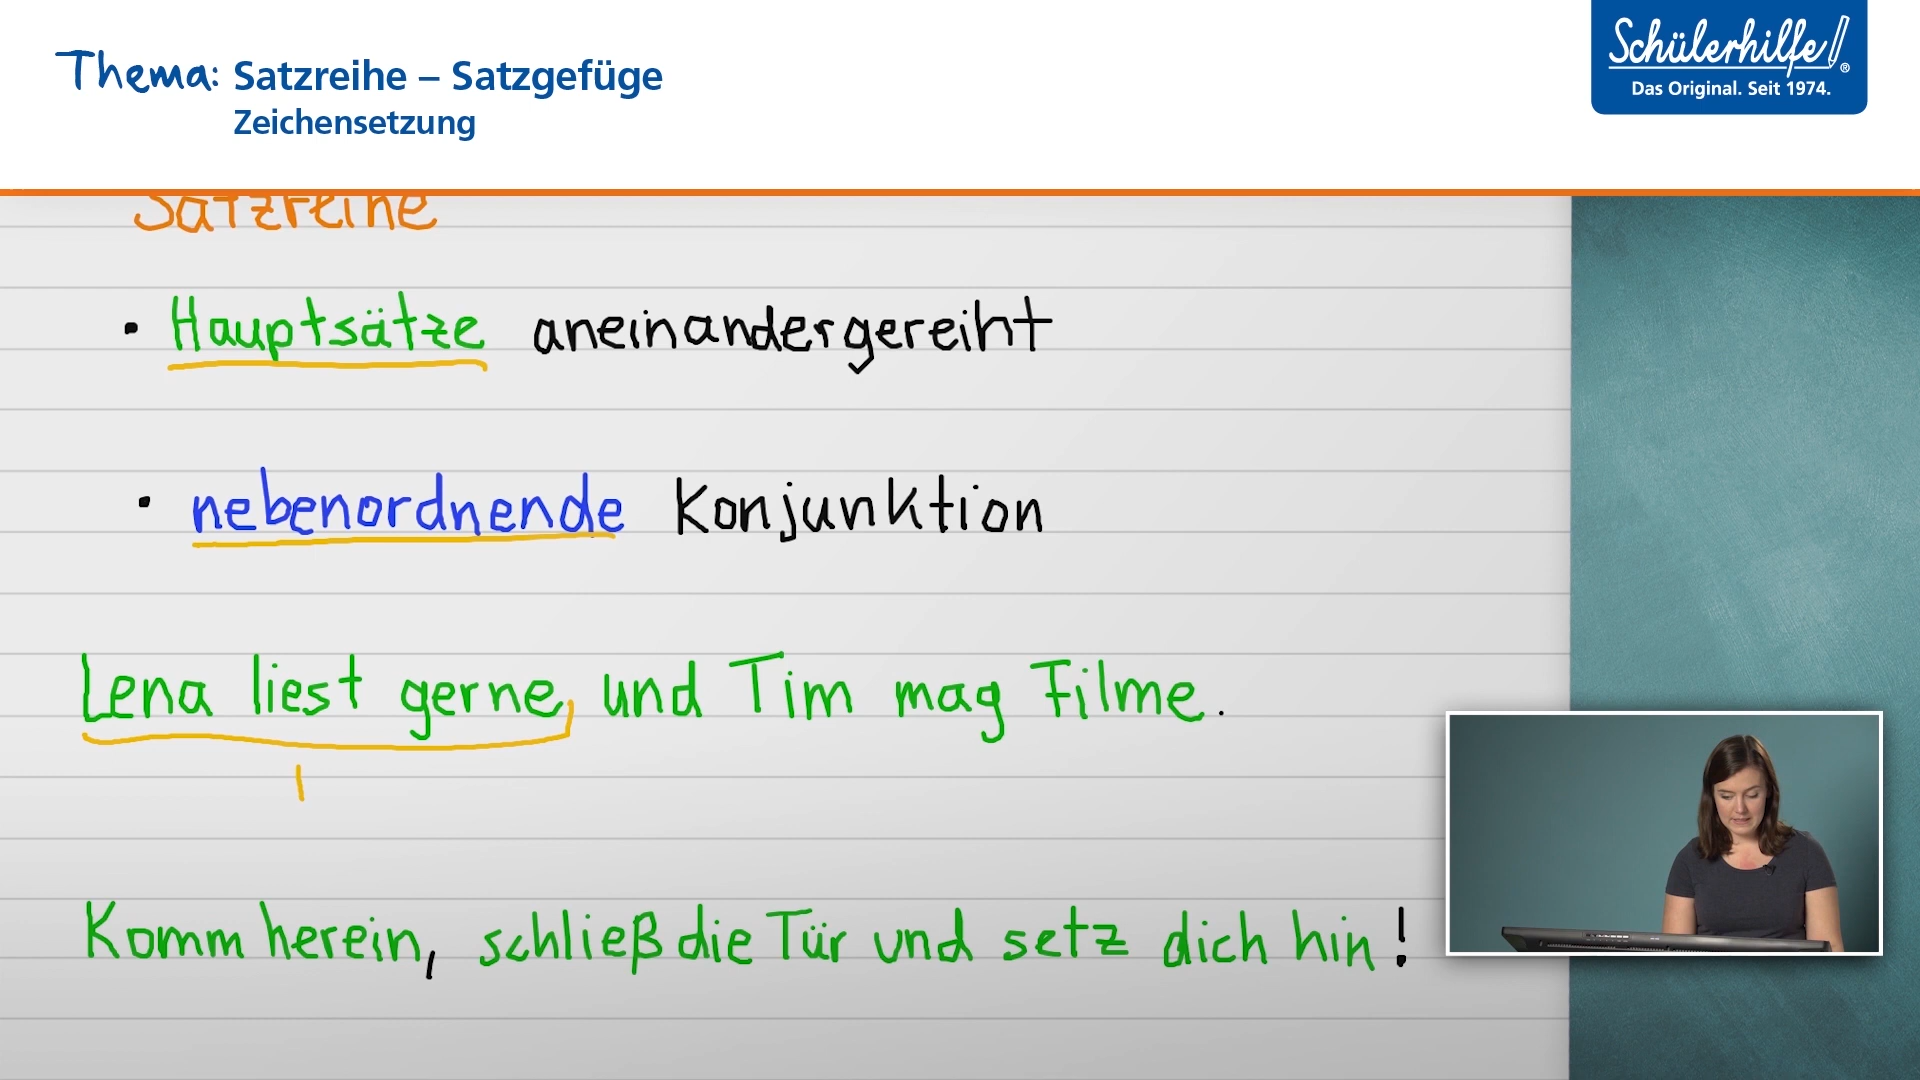 Thema: Satzreihe – Satzgefüge
Zeichensetzung
Schülerhilfe!®
Das Original. Seit 1974.
Satzreihe
• Hauptsätze aneinandergereiht
• nebenordnende Konjunktion
Lena liest gerne und Tim mag Filme.
Komm herein, schließ die Tür und setz dich hin!